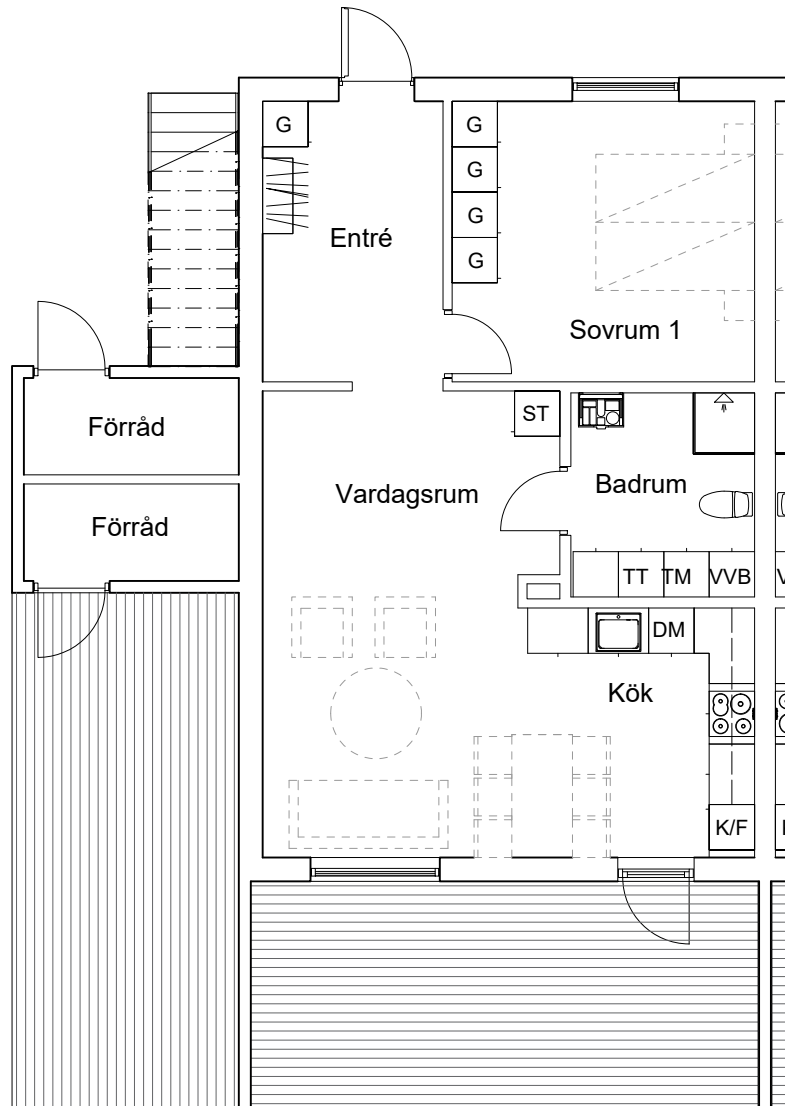 G
G
G
G
G
Entré
Sovrum 1
ST
Förråd
Vardagsrum
Badrum
Förråd
TT
TM
VVB
DM
Kök
K/F